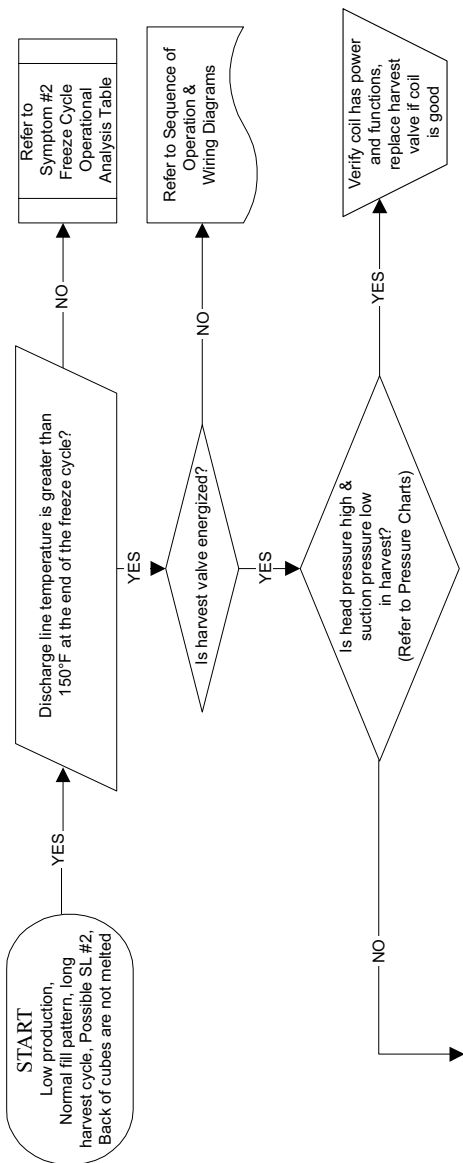 START
Low production,
Normal fill pattern, long
harvest cycle, Possible SL #2,
Back of cubes are not melted
YES
Discharge line temperature is greater than
150°F at the end of the freeze cycle?
NO
Refer to
Symptom #2
Freeze Cycle
Operational
Analysis Table
YES
Is harvest valve energized?
NO
Refer to Sequence of
Operation &
Wiring Diagrams
YES
Is head pressure high &
suction pressure low
in harvest?
(Refer to Pressure Charts)
YES
Verify coil has power
and functions,
replace harvest
valve if coil
is good
NO